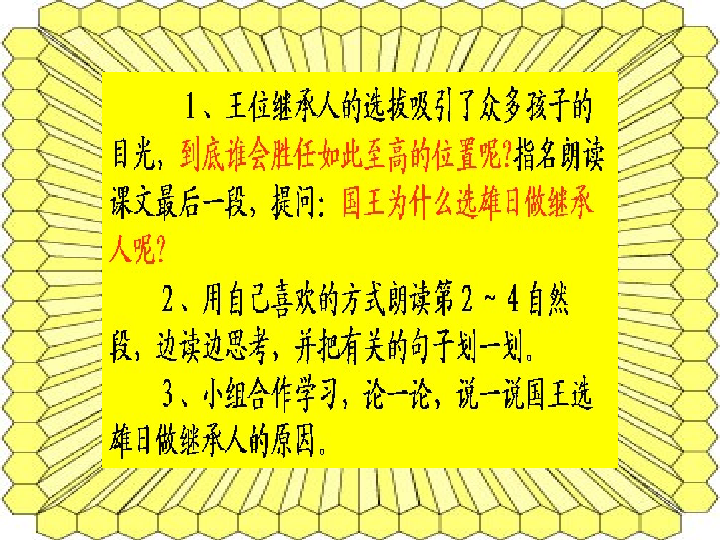 1、王位继承人的选拔吸引了众多孩子的
目光，到底谁会胜任如此至高的位置呢？指名朗读
课文最后一段，提问：国王为什么选雄日做继承
人呢？
2、用自己喜欢的方式朗读第2～4自然
段，边读边思考，并把有关的句子划一划。
3、小组合作学习，论一论，说一说国王选
雄日做继承人的原因。